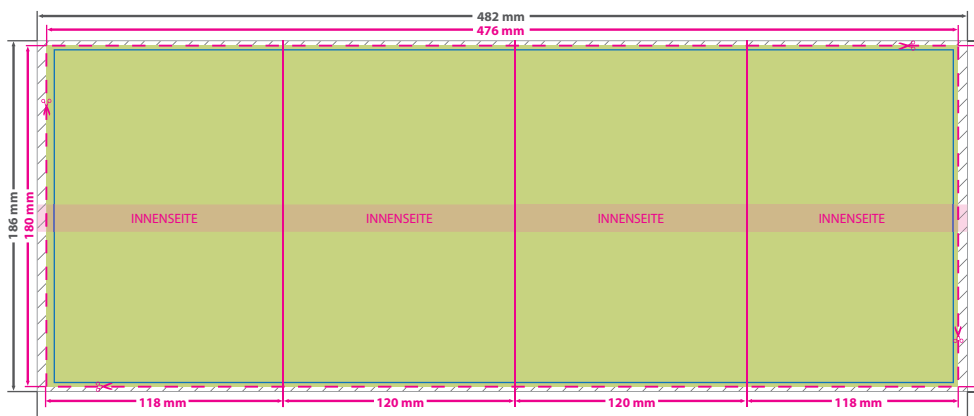 482 mm
476 mm
186 mm
180 mm
INNENSEITE INNENSEITE INNENSEITE INNENSEITE
118 mm 120 mm 120 mm 118 mm